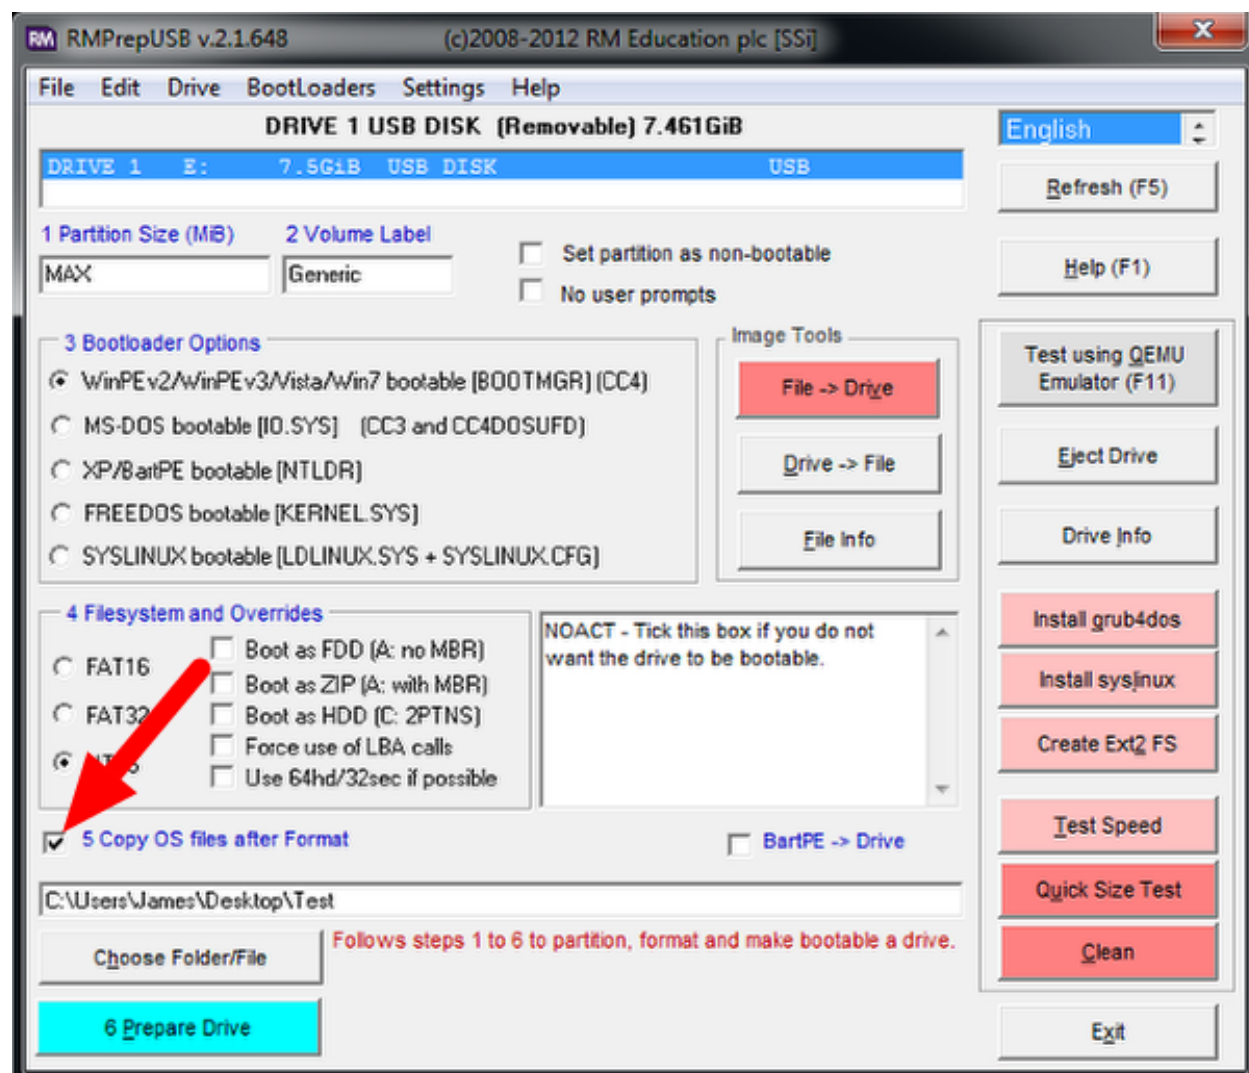 RM RMPrepUSB v.2.1.648 (c)2008-2012 RM Education plc [SSi]
File Edit Drive BootLoaders Settings Help
DRIVE 1 USB DISK (Removable) 7.461GiB
English
DRIVE 1 E: 7.5GiB USB DISK USB
Refresh (F5)
1 Partition Size (MiB) 2 Volume Label
MAX Generic
Set partition as non-bootable
No user prompts
Help (F1)
3 Bootloader Options
WinPEv2/WinPEv3/Vista/Win7 bootable [BOOTMGR] (CC4)
MS-DOS bootable [IO.SYS] (CC3 and CC4DOSUFD)
XP/BartPE bootable [NTLDR]
FREEDOS bootable [KERNEL.SYS]
SYSLINUX bootable [LDLINUX.SYS + SYSLINUX.CFG]
Image Tools
File -> Drive
Drive -> File
File Info
Test using QEMU
Emulator (F11)
Eject Drive
Drive Info
4 Filesystem and Overrides
FAT16
FAT32
Boot as FDD (A: no MBR)
Boot as ZIP (A: with MBR)
Boot as HDD (C: 2PTNS)
Force use of LBA calls
Use 64hd/32sec if possible
NOACT - Tick this box if you do not
want the drive to be bootable.
Install grub4dos
Install syslinux
Create Ext2 FS
5 Copy OS files after Format
BartPE -> Drive
Test Speed
C:\Users\James\Desktop\Test
Quick Size Test
Choose Folder/File
Follows steps 1 to 6 to partition, format and make bootable a drive.
Clean
6 Prepare Drive
Exit